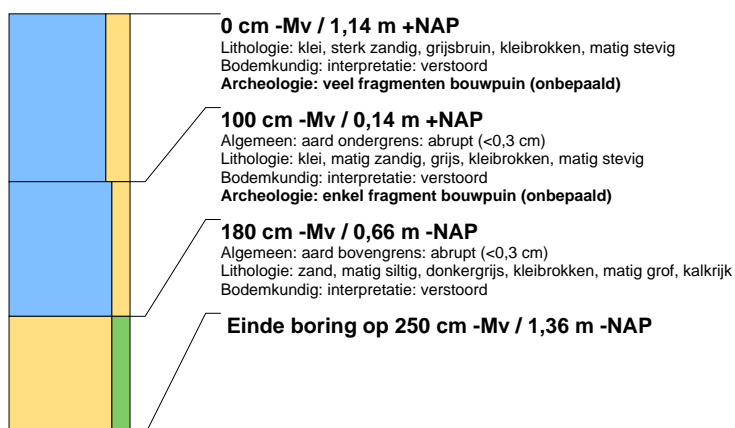 0 cm -Mv / 1,14 m +NAP
Lithologie: klei, sterk zandig, grijsbruin, kleibrokken, matig stevig
Bodemkundig: interpretatie: verstoord
Archeologie: veel fragmenten bouwpuin (onbepaald)
100 cm -Mv / 0,14 m +NAP
Algemeen: aard ondergrens: abrupt (<0,3 cm)
Lithologie: klei, matig zandig, grijs, kleibrokken, matig stevig
Bodemkundig: interpretatie: verstoord
Archeologie: enkel fragment bouwpuin (onbepaald)
180 cm -Mv / 0,66 m -NAP
Algemeen: aard bovengrens: abrupt (<0,3 cm)
Lithologie: zand, matig siltig, donkergrijs, kleibrokken, matig grof, kalkrijk
Bodemkundig: interpretatie: verstoord
Einde boring op 250 cm -Mv / 1,36 m -NAP